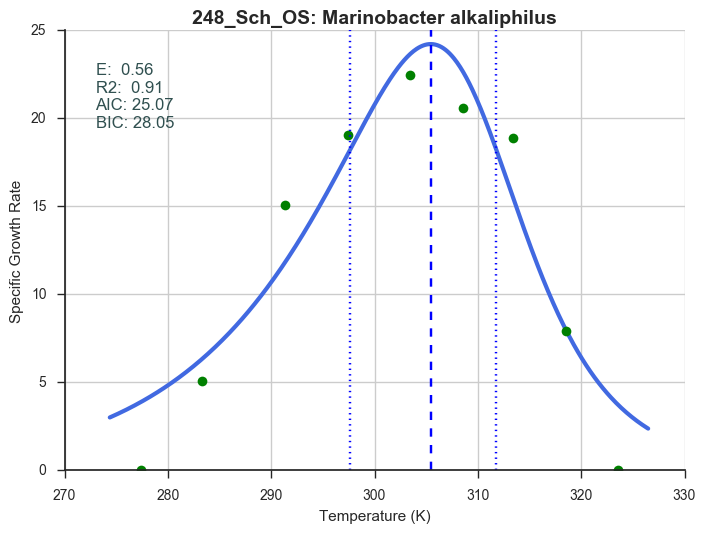 248_Sch_OS: Marinobacter alkaliphilus
E:  0.56
R2:  0.91
AIC: 25.07
BIC: 28.05
Specific Growth Rate
25
20
15
10
5
0
270 280 290 300 310 320 330
Temperature (K)